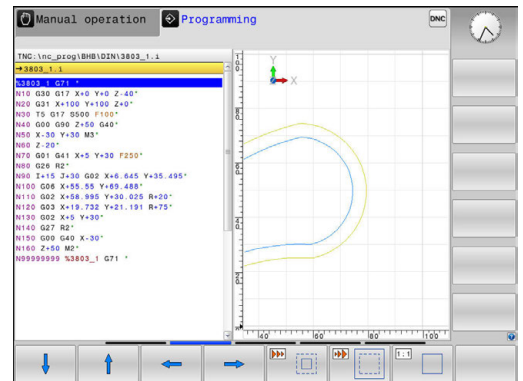 Manual operation
Programming
DNC
TNC:\nc_prog\BHB\DIN\3803_1.i
→3803_1.i
%3803_1 G71 *
N10 G30 G17 X+0 Y+0 Z-40*
N20 G31 X+100 Y+100 Z+0*
N30 T5 G17 S500 F100*
N40 G00 G90 Z+50 G40*
N50 X-30 Y+30 M3*
N60 Z-20*
N70 G01 G41 X+5 Y+30 F250*
N80 G26 R2*
N90 I+15 J+30 G02 X+6.645 Y+35.495*
N100 G06 X+55.55 Y+69.488*
N110 G02 X+58.995 Y+30.025 R+20*
N120 G03 X+19.732 Y+21.191 R+75*
N130 G02 X+5 Y+30*
N140 G27 R2*
N150 G00 G40 X-30*
N160 Z+50 M2*
N99999999 %3803_1 G71 *
Y
X
40
60
80
100
1:1